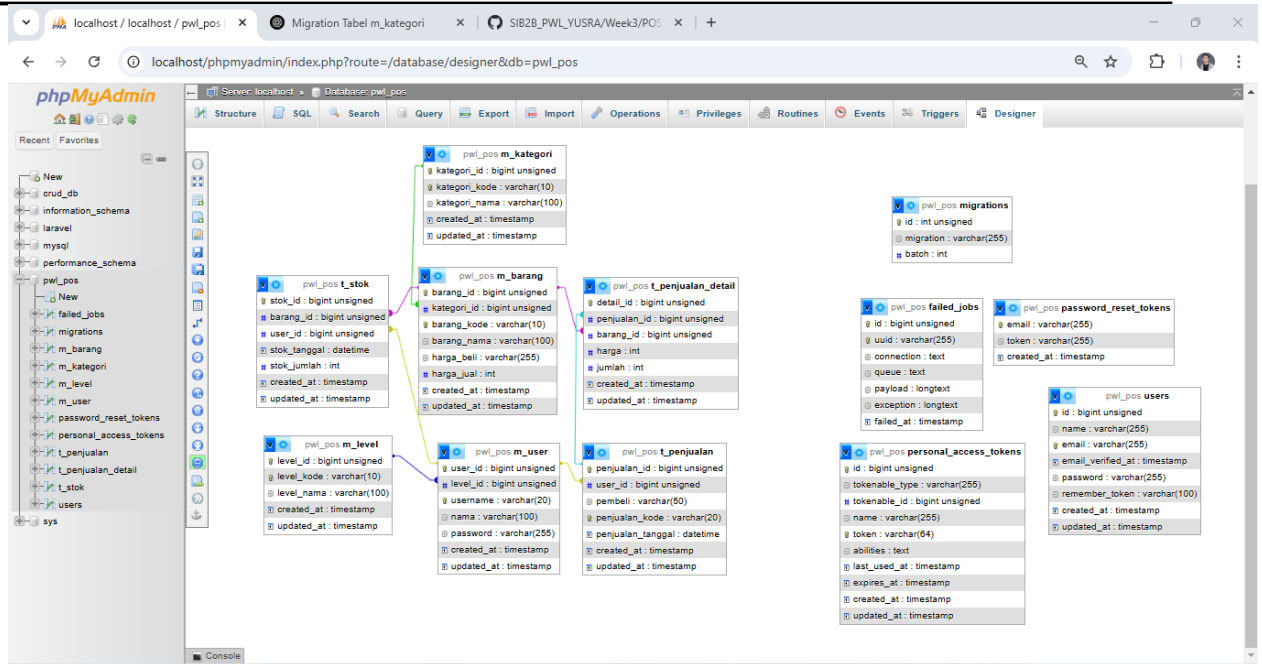 localhost / localhost / pwl_pos |
Migration Tabel m_kategori
SIB2B_PWL_YUSRA/Week3/POS
localhost/phpmyadmin/index.php?route=/database/designer&db=pwl_pos
phpMyAdmin
Recent Favorites
New
crud_db
information_schema
laravel
mysql
performance_schema
pwl_pos
New
failed_jobs
migrations
m_barang
m_kategori
m_level
m_user
password_reset_tokens
personal_access_tokens
t_penjualan
t_penjualan_detail
t_stok
users
sys
Server: localhost » Database: pwl_pos
Structure SQL Search Query Export Import Operations Privileges Routines Events Triggers Designer
pwl_pos m_kategori
kategori_id : bigint unsigned
kategori_kode : varchar(10)
kategori_nama : varchar(100)
created_at : timestamp
updated_at : timestamp
pwl_pos migrations
id : int unsigned
migration : varchar(255)
batch : int
pwl_pos t_stok
stok_id : bigint unsigned
barang_id : bigint unsigned
user_id : bigint unsigned
stok_tanggal : datetime
stok_jumlah : int
created_at : timestamp
updated_at : timestamp
pwl_pos m_barang
barang_id : bigint unsigned
kategori_id : bigint unsigned
barang_kode : varchar(10)
barang_nama : varchar(100)
harga_beli : varchar(255)
harga_jual : int
created_at : timestamp
updated_at : timestamp
pwl_pos t_penjualan_detail
detail_id : bigint unsigned
penjualan_id : bigint unsigned
barang_id : bigint unsigned
harga : int
jumlah : int
created_at : timestamp
updated_at : timestamp
pwl_pos failed_jobs
id : bigint unsigned
uuid : varchar(255)
connection : text
queue : text
payload : longtext
exception : longtext
failed_at : timestamp
pwl_pos password_reset_tokens
email : varchar(255)
token : varchar(255)
created_at : timestamp
pwl_pos users
id : bigint unsigned
name : varchar(255)
email : varchar(255)
email_verified_at : timestamp
password : varchar(255)
remember_token : varchar(100)
created_at : timestamp
updated_at : timestamp
pwl_pos m_level
level_id : bigint unsigned
level_kode : varchar(10)
level_nama : varchar(100)
created_at : timestamp
updated_at : timestamp
pwl_pos m_user
user_id : bigint unsigned
level_id : bigint unsigned
username : varchar(20)
nama : varchar(100)
password : varchar(255)
created_at : timestamp
updated_at : timestamp
pwl_pos t_penjualan
penjualan_id : bigint unsigned
user_id : bigint unsigned
pembeli : varchar(50)
penjualan_kode : varchar(20)
penjualan_tanggal : datetime
created_at : timestamp
updated_at : timestamp
pwl_pos personal_access_tokens
id : bigint unsigned
tokenable_type : varchar(255)
tokenable_id : bigint unsigned
name : varchar(255)
token : varchar(64)
abilities : text
last_used_at : timestamp
expires_at : timestamp
created_at : timestamp
updated_at : timestamp
Console